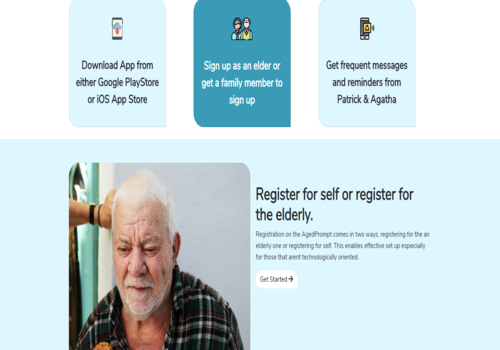 Download App from
either Google PlayStore
or iOS App Store
Sign up as an elder or
get a family member to
sign up
Get frequent messages
and reminders from
Patrick & Agatha
Register for self or register for
the elderly.
Registration on the AgedPrompt comes in two ways, registering for the an
elderly one or registering for self. This enables effective set up espicially
for those that arent technologically oriented.
Get Started →